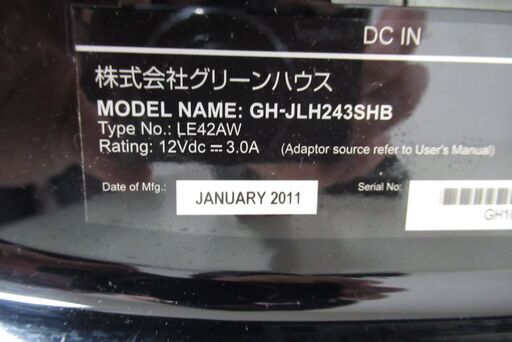 DC IN
株式会社グリーンハウス
MODEL NAME: GH-JLH243SHB
Type No.: LE42AW
Rating: 12Vdc ⎓ 3.0A (Adaptor source refer to User's Manual)
Date of Mfg.: JANUARY 2011 Serial No.: